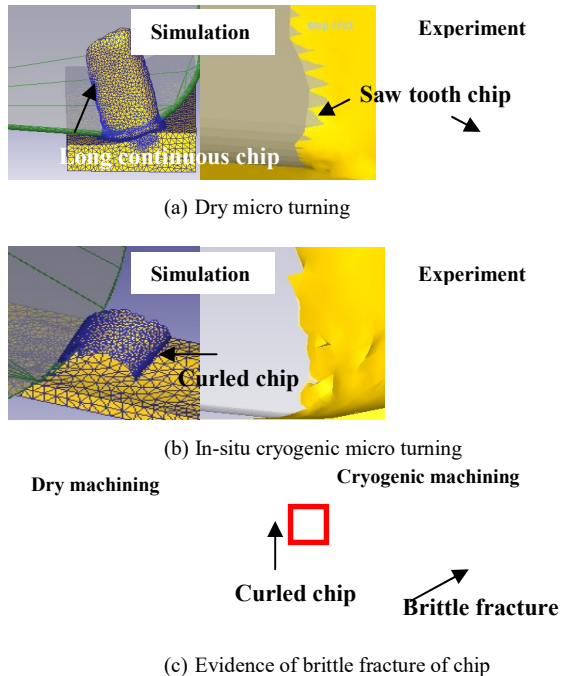 Simulation
Experiment
Saw tooth chip
Long continuous chip
(a) Dry micro turning
Simulation
Experiment
Curled chip
(b) In-situ cryogenic micro turning
Dry machining
Cryogenic machining
Curled chip
Brittle fracture
(c) Evidence of brittle fracture of chip